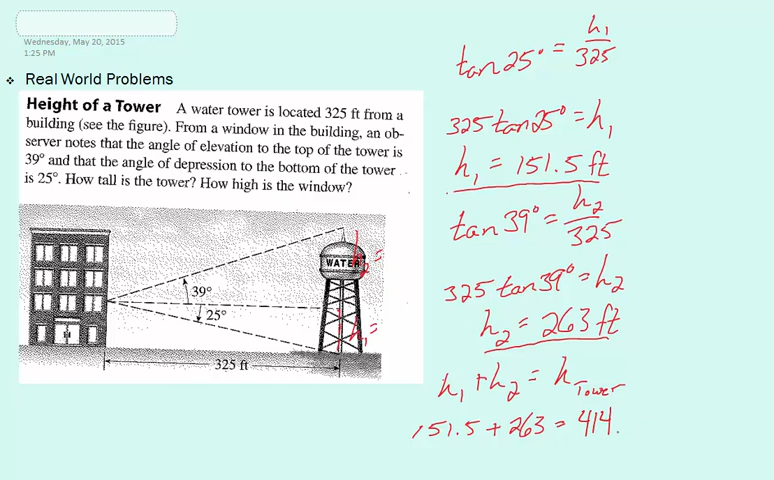 Wednesday, May 20, 2015
1:25 PM
❖ Real World Problems
Height of a Tower A water tower is located 325 ft from a
building (see the figure). From a window in the building, an ob-
server notes that the angle of elevation to the top of the tower is
39° and that the angle of depression to the bottom of the tower
is 25°. How tall is the tower? How high is the window?
WATER
h₂ =
39°
25°
h₁ =
325 ft
tan 25° = h₁/325
325 tan 25° = h₁
h₁ = 151.5 ft
tan 39° = h₂/325
325 tan 39° = h₂
h₂ = 263 ft
h₁ + h₂ = h Tower
151.5 + 263 = 414.